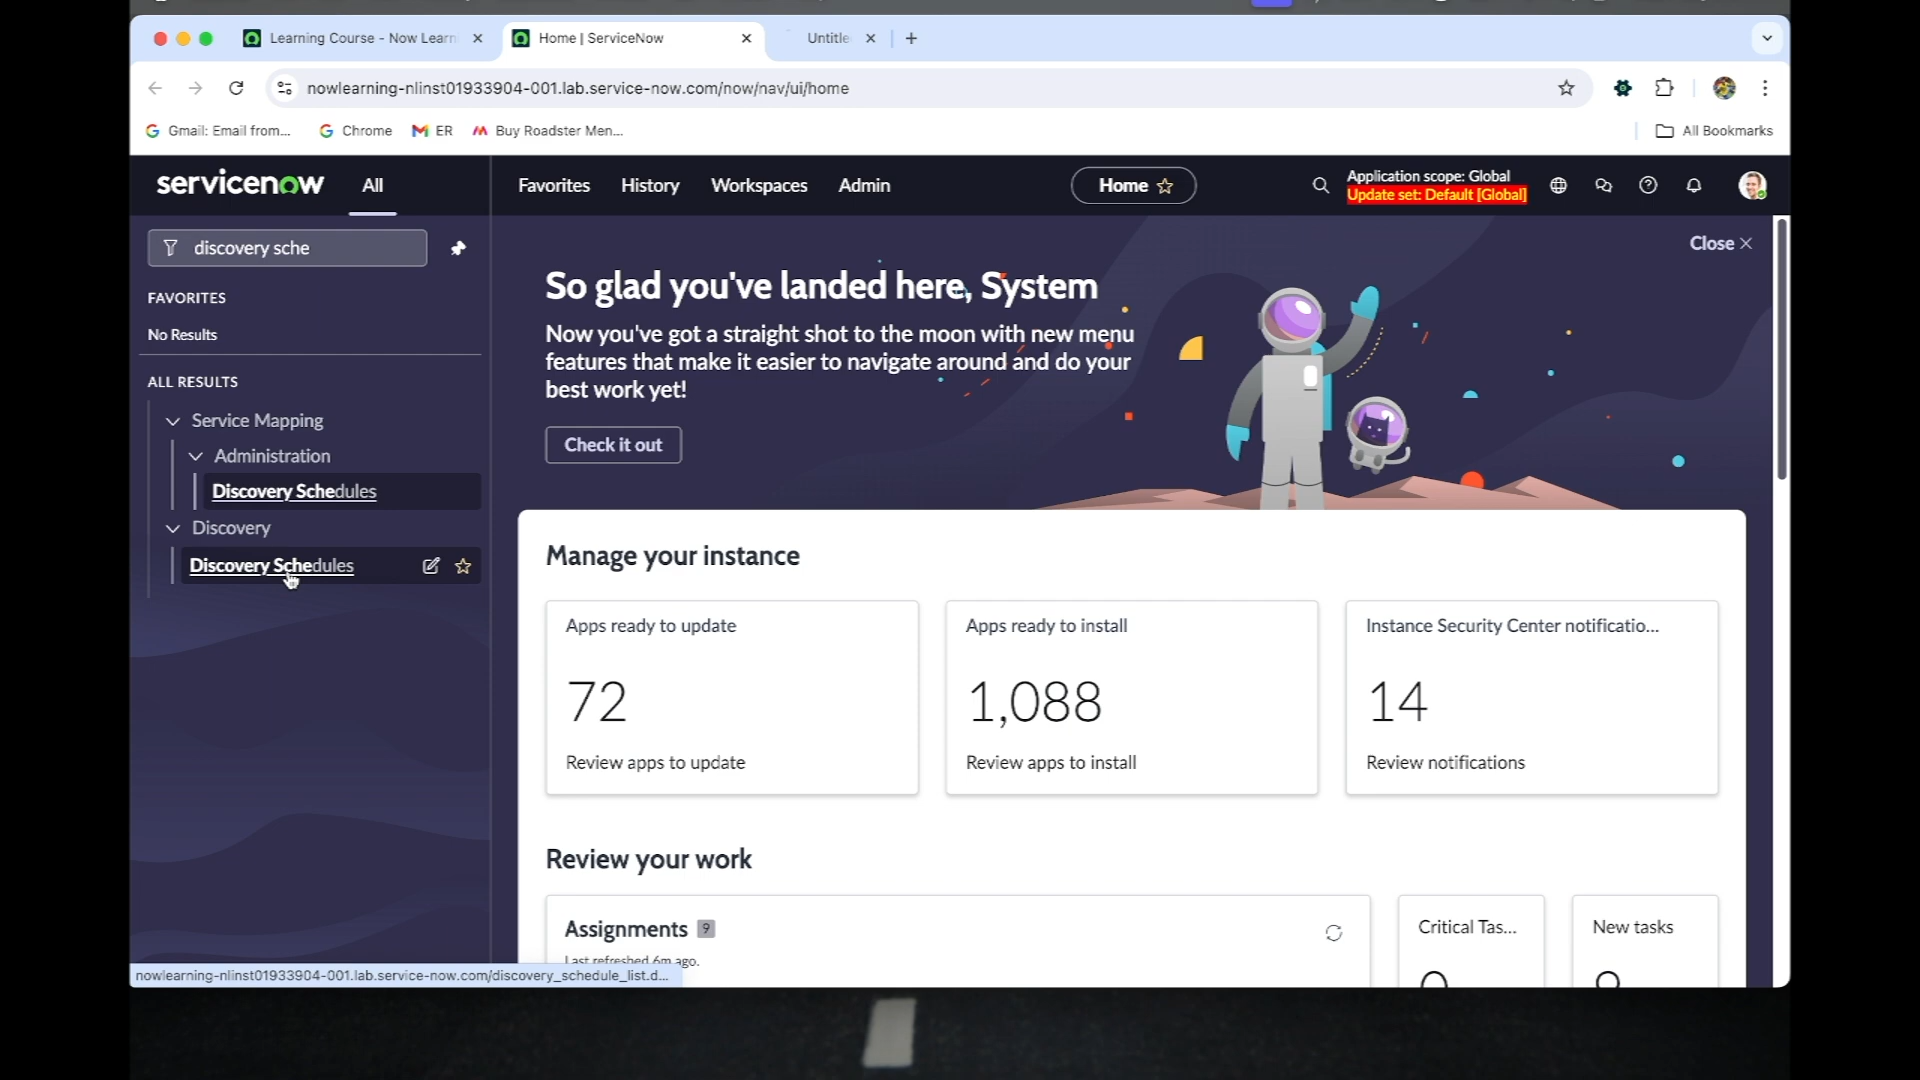 Learning Course - Now Learn
Home | ServiceNow
Untitle
nowlearning-nlinst01933904-001.lab.service-now.com/now/nav/ui/home
Gmail: Email from...
Chrome
ER
Buy Roadster Men...
All Bookmarks
servicenow
All
Favorites
History
Workspaces
Admin
Home
Application scope: Global
Update set: Default [Global]
discovery sche
FAVORITES
No Results
ALL RESULTS
Service Mapping
Administration
Discovery Schedules
Discovery
Discovery Schedules
Close
So glad you've landed here, System
Now you've got a straight shot to the moon with new menu
features that make it easier to navigate around and do your
best work yet!
Check it out
Manage your instance
Apps ready to update
72
Review apps to update
Apps ready to install
1,088
Review apps to install
Instance Security Center notificatio...
14
Review notifications
Review your work
Assignments 9
Last refreshed 6m ago.
Critical Tas...
New tasks
nowlearning-nlinst01933904-001.lab.service-now.com/discovery_schedule_list.d...